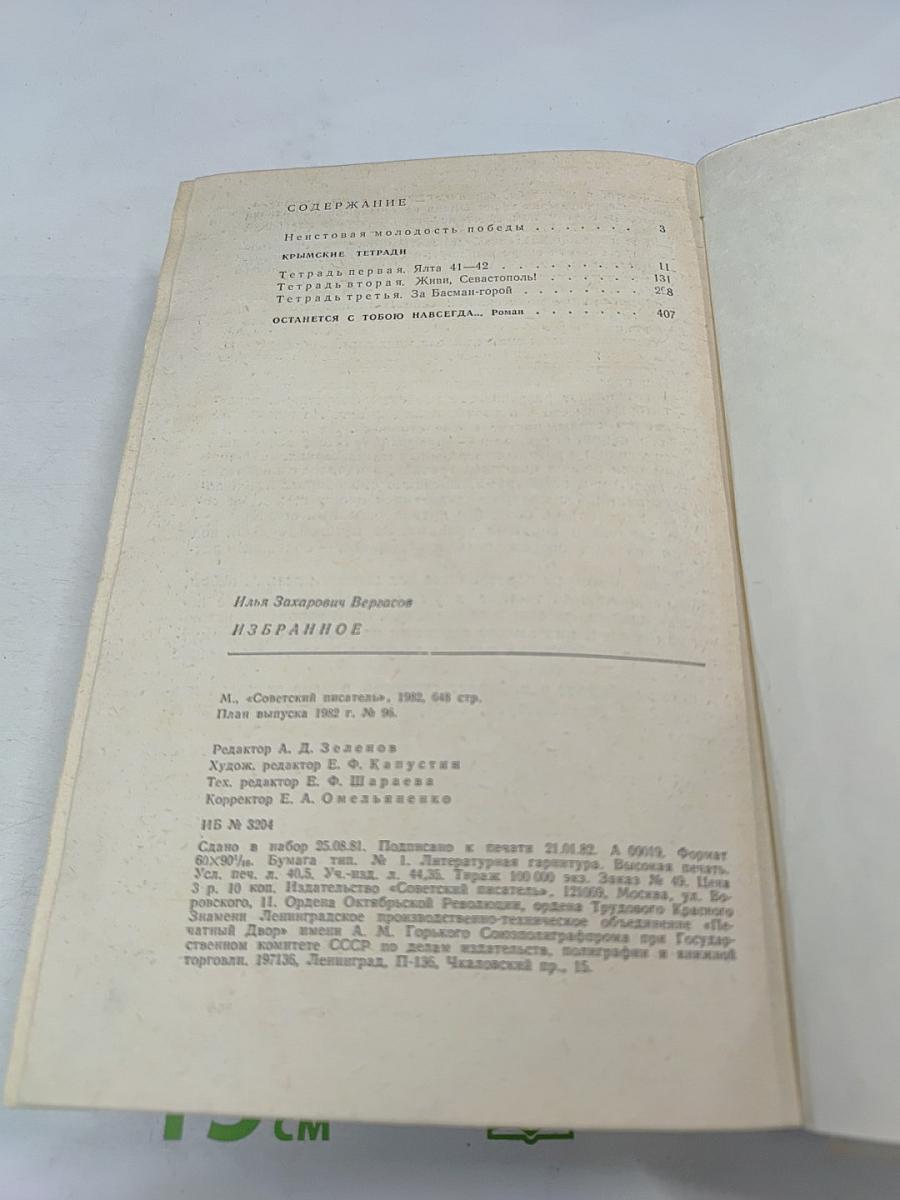 СОДЕРЖАНИЕ
Неистовая молодость победы . . . . . . . 3
КРЫМСКИЕ ТЕТРАДИ
Тетрадь первая. Ялта 41—42 . . . . . . . . . 11
Тетрадь вторая. Живи, Севастополь! . . . . . . 131
Тетрадь третья. За Басман-горой . . . . . . . 298
ОСТАНЕТСЯ С ТОБОЮ НАВСЕГДА... Роман . . . . . . . 407
Илья Захарович Вергасов
ИЗБРАННОЕ
М., «Советский писатель», 1982, 648 стр.
План выпуска 1982 г. № 96.
Редактор А. Д. Зеленов
Худож. редактор Е. Ф. Капустин
Тех. редактор Е. Ф. Шараева
Корректор Е. А. Омельяненко
ИБ № 3204
Сдано в набор 25.08.81. Подписано к печати 21.01.82. А 00019. Формат
60×90¹/₁₆. Бумага тип. № 1. Литературная гарнитура. Высокая печать.
Усл. печ. л. 40,5. Уч.-изд. л. 44,35. Тираж 100 000 экз. Заказ № 49. Цена
3 р. 10 коп. Издательство «Советский писатель», 121069, Москва, ул. Во-
ровского, 11. Ордена Октябрьской Революции, ордена Трудового Красного
Знамени Ленинградское производственно-техническое объединение «Пе-
чатный Двор» имени А. М. Горького Союзполиграфпрома при Государ-
ственном комитете СССР по делам издательств, полиграфии и книжной
торговли. 197136, Ленинград, П-136, Чкаловский пр., 15.
СМ